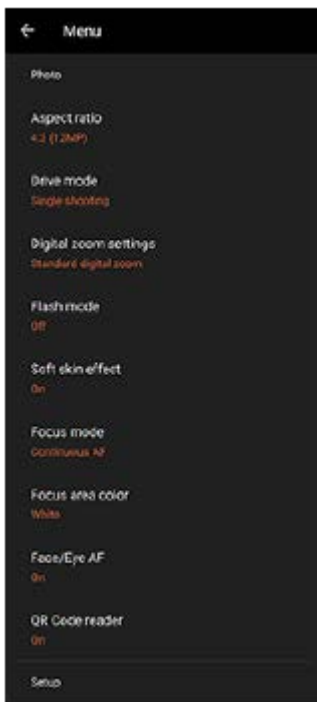 Menu
Photo
Aspect ratio
4:3 (12MP)
Drive mode
Single shooting
Digital zoom settings
Standard digital zoom
Flash mode
Off
Soft skin effect
On
Focus mode
Continuous AF
Focus area color
White
Face/Eye AF
On
QR Code reader
On
Setup